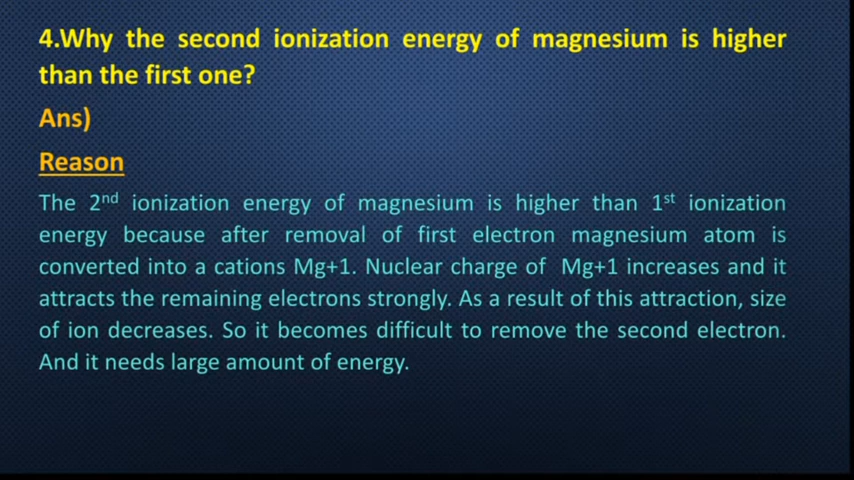 4.Why the second ionization energy of magnesium is higher
than the first one?
Ans)
Reason
The 2nd ionization energy of magnesium is higher than 1st ionization
energy because after removal of first electron magnesium atom is
converted into a cations Mg+1. Nuclear charge of Mg+1 increases and it
attracts the remaining electrons strongly. As a result of this attraction, size
of ion decreases. So it becomes difficult to remove the second electron.
And it needs large amount of energy.